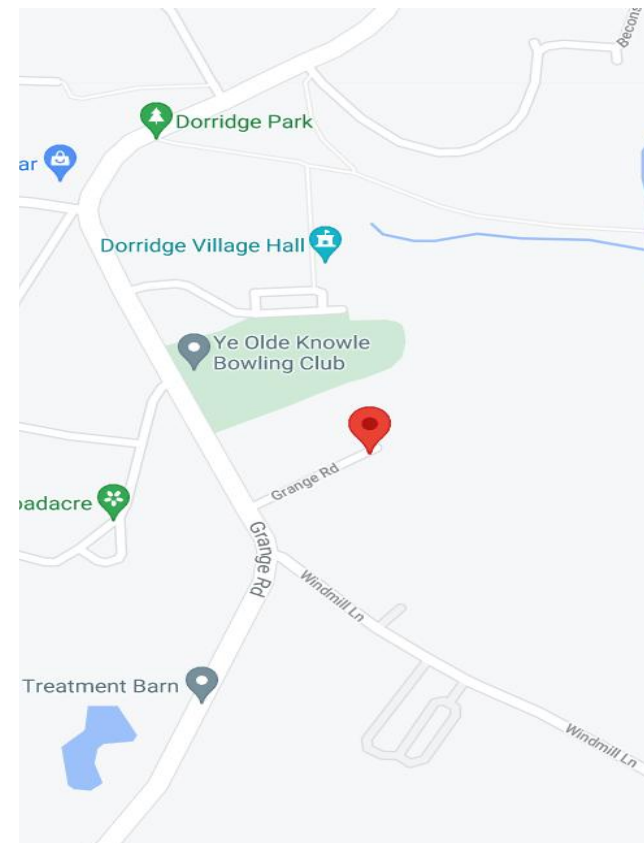 Becons
Dorridge Park
ar
Dorridge Village Hall
Ye Olde Knowle
Bowling Club
Grange Rd
oadacre
Grange Rd
Windmill Ln
Treatment Barn
Windmill Ln